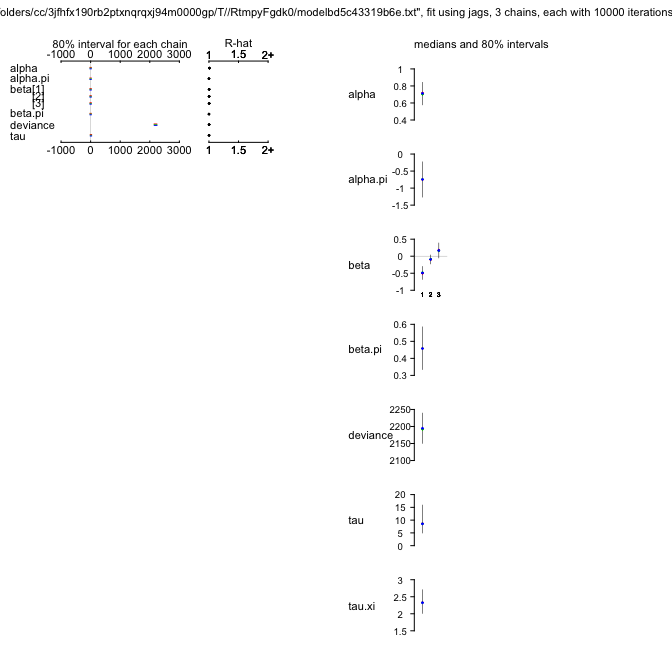 olders/cc/3jfhfx190rb2ptxnqrqxj94m0000gp/T//RtmpyFgdk0/modelbd5c43319b6e.txt", fit using jags, 3 chains, each with 10000 iterations
80% interval for each chain R-hat
-1000 0 1000 2000 3000 1 1.5 2+
alpha
alpha.pi
beta[1]
[2]
[3]
beta.pi
deviance
tau
-1000 0 1000 2000 3000 1 1.5 2+
medians and 80% intervals
alpha
1
0.8
0.6
0.4
alpha.pi
0
-0.5
-1
-1.5
beta
0.5
0
-0.5
-1
1 2 3
beta.pi
0.6
0.5
0.4
0.3
deviance
2250
2200
2150
2100
tau
20
15
10
5
0
tau.xi
3
2.5
2
1.5